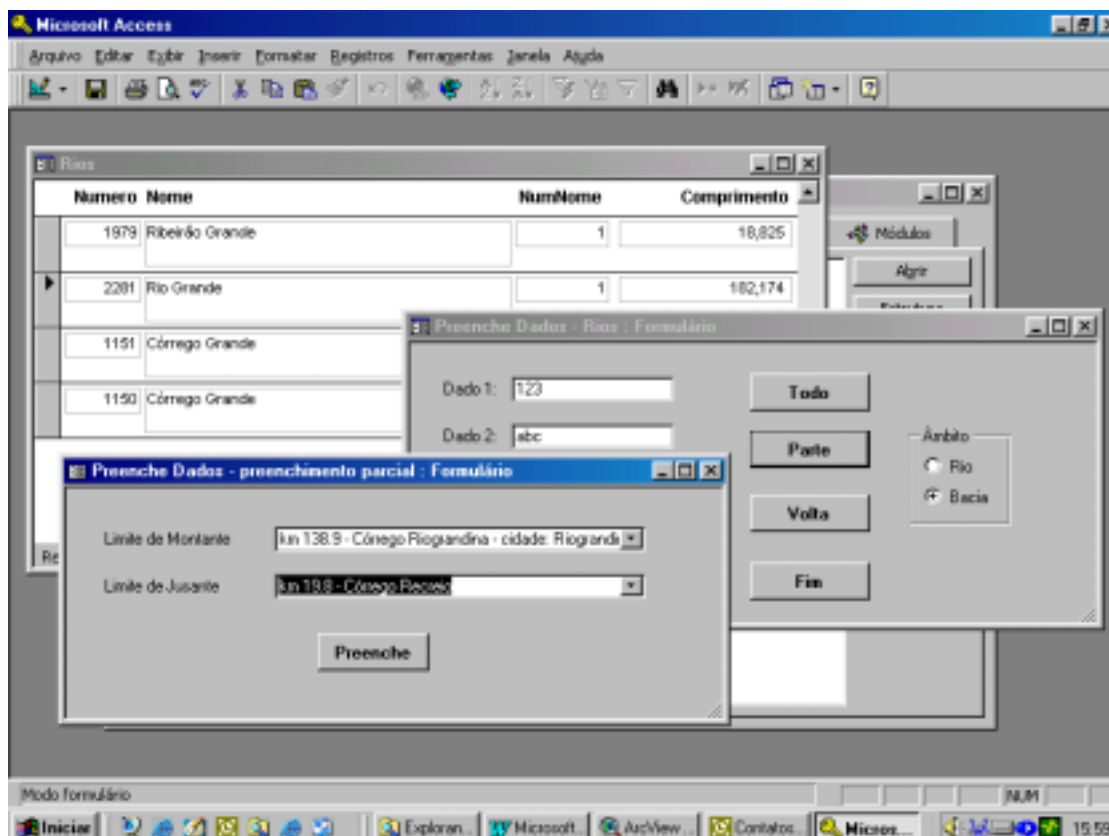 Microsoft Access
Arquivo Editar Exibir Inserir Formatar Registros Ferramentas Janela Ajuda
Rios
Numero Nome NumNome Comprimento
1979 Ribeirão Grande 1 18,825
2281 Rio Grande 1 182,174
1151 Córrego Grande
1150 Córrego Grande
Módulos
Abrir
Preenche Dados - Rios : Formulário
Dado 1: 123
Dado 2: abc
Todo
Parte
Volta
Fim
Âmbito
Rio
Bacia
Preenche Dados - preenchimento parcial : Formulário
Limite de Montante km 138.9 - Córrego Riograndina - cidade: Riograndi
Limite de Jusante km 19.8 - Córrego Recreio
Preenche
Re
Modo formulário NUM
Iniciar Exploran... Microsoft... ArcView... Contatos... Micros... 15:55